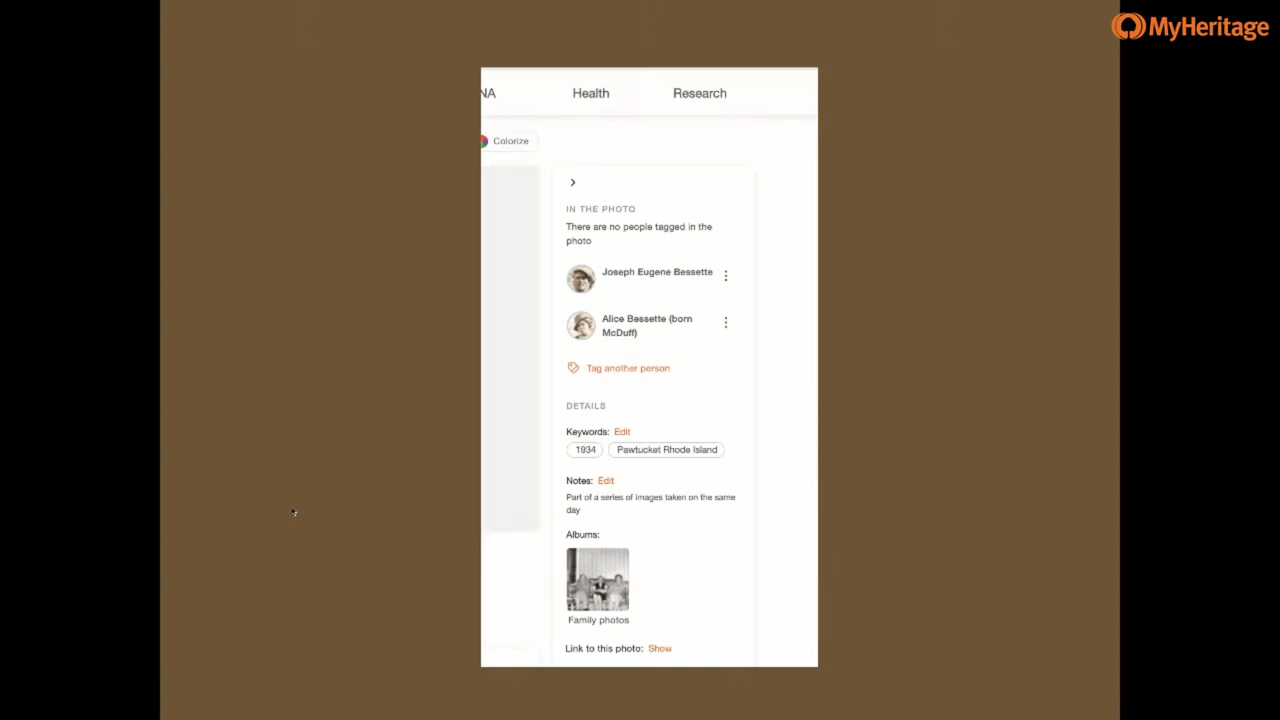 MyHeritage
Health
Research
Colorize
IN THE PHOTO
There are no people tagged in the
photo
Joseph Eugene Bessette
Alice Bessette (born
McDuff)
Tag another person
DETAILS
Keywords: Edit
1934 Pawtucket Rhode Island
Notes: Edit
Part of a series of images taken on the same
day
Albums:
Family photos
Link to this photo: Show